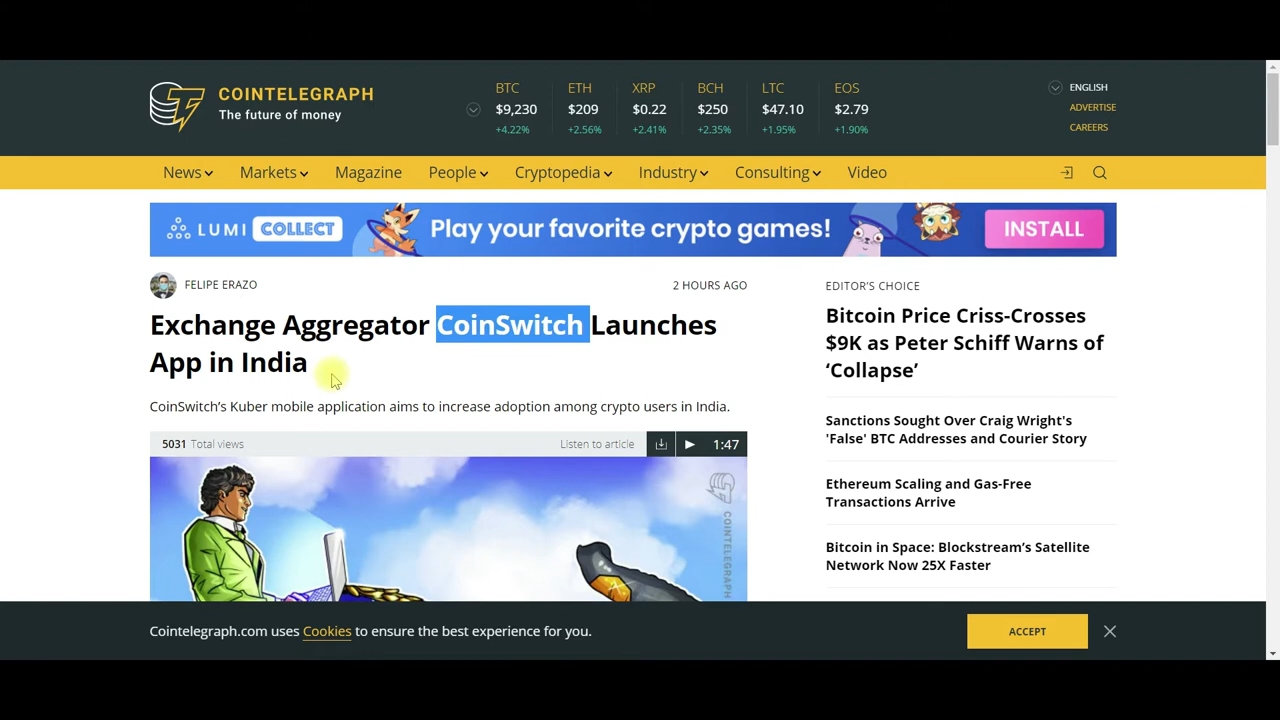 COINTELEGRAPH
The future of money
BTC ETH XRP BCH LTC EOS
$9,230 $209 $0.22 $250 $47.10 $2.79
+4.22% +2.56% +2.41% +2.35% +1.95% +1.90%
ENGLISH
ADVERTISE
CAREERS
News Markets Magazine People Cryptopedia Industry Consulting Video
LUMI COLLECT Play your favorite crypto games! INSTALL
FELIPE ERAZO 2 HOURS AGO
Exchange Aggregator CoinSwitch Launches
App in India
CoinSwitch's Kuber mobile application aims to increase adoption among crypto users in India.
5031 Total views Listen to article 1:47
COINTELEGRAPH
EDITOR'S CHOICE
Bitcoin Price Criss-Crosses
$9K as Peter Schiff Warns of
‘Collapse’
Sanctions Sought Over Craig Wright's
'False' BTC Addresses and Courier Story
Ethereum Scaling and Gas-Free
Transactions Arrive
Bitcoin in Space: Blockstream’s Satellite
Network Now 25X Faster
Cointelegraph.com uses Cookies to ensure the best experience for you.
ACCEPT